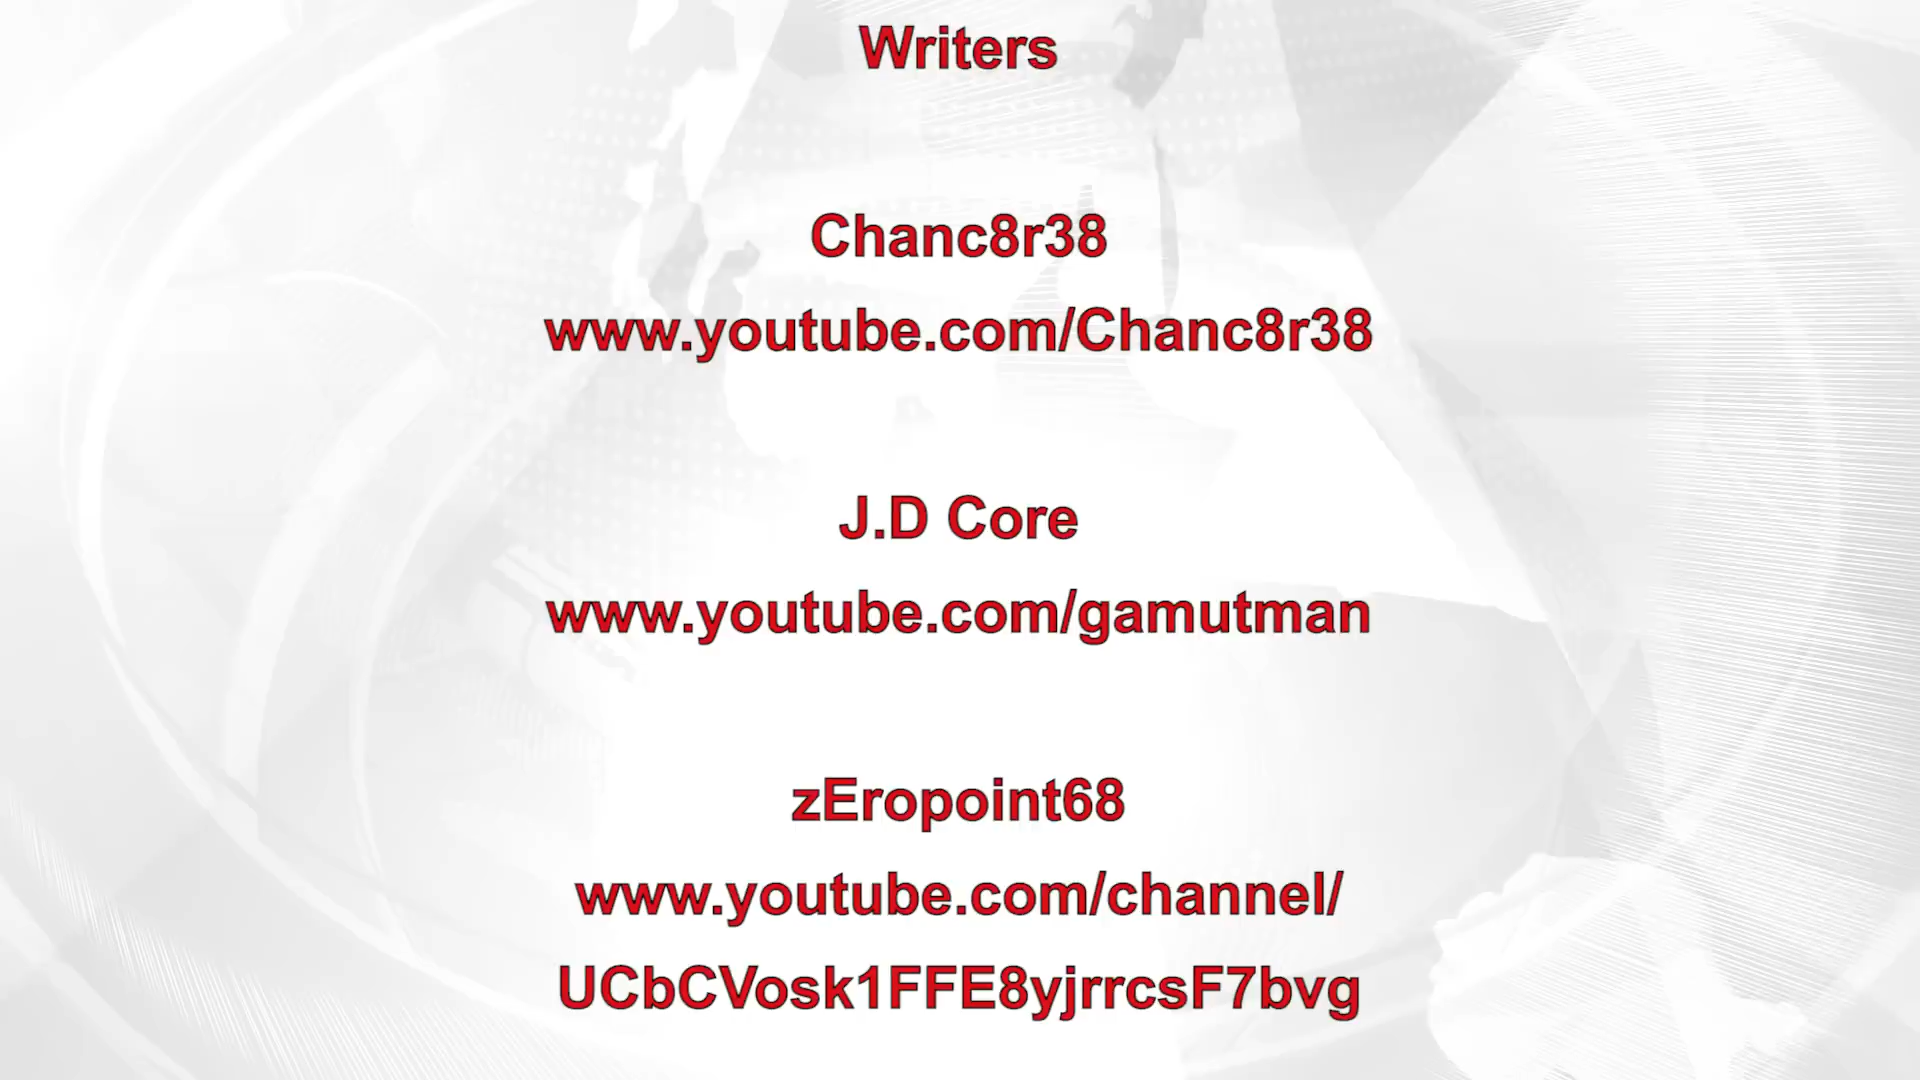 Writers
Chanc8r38
www.youtube.com/Chanc8r38
J.D Core
www.youtube.com/gamutman
zEropoint68
www.youtube.com/channel/
UCbCVosk1FFE8yjrrcsF7bvg